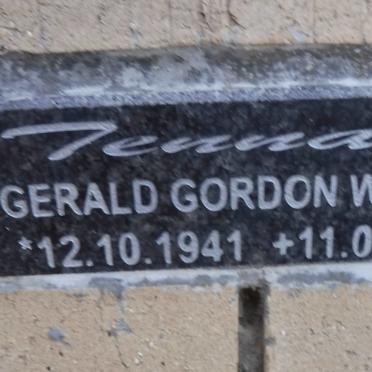 Tenna
GERALD GORDON W
*12.10.1941 +11.0